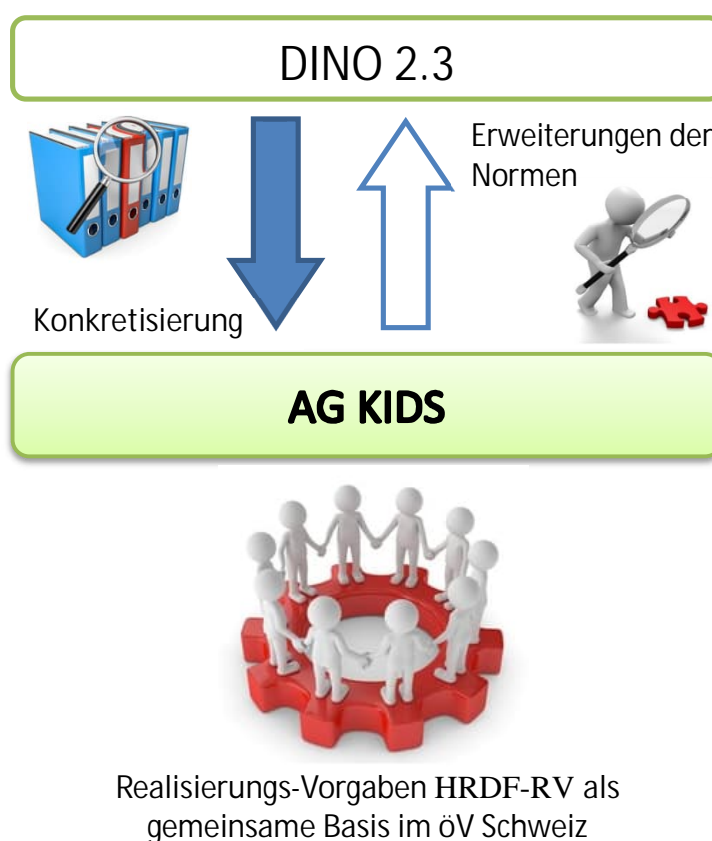 DINO 2.3
Erweiterungen der
Normen
Konkretisierung
AG KIDS
Realisierungs-Vorgaben HRDF-RV als
gemeinsame Basis im öV Schweiz